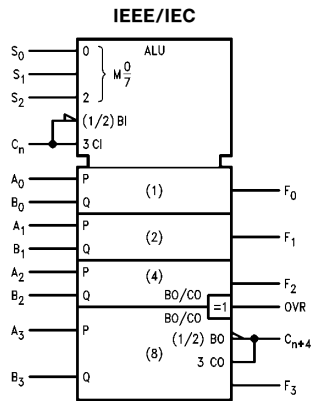 IEEE/IEC
ALU
S0 0
S1 M 0/7
S2 2
(1/2) BI
Cn 3 CI
A0 P
(1) F0
B0 Q
A1 P
(2) F1
B1 Q
A2 P
(4) F2
B2 Q BO/CO
=1 OVR
BO/CO
A3 P
(1/2) BO Cn+4
(8) 3 CO
B3 Q F3